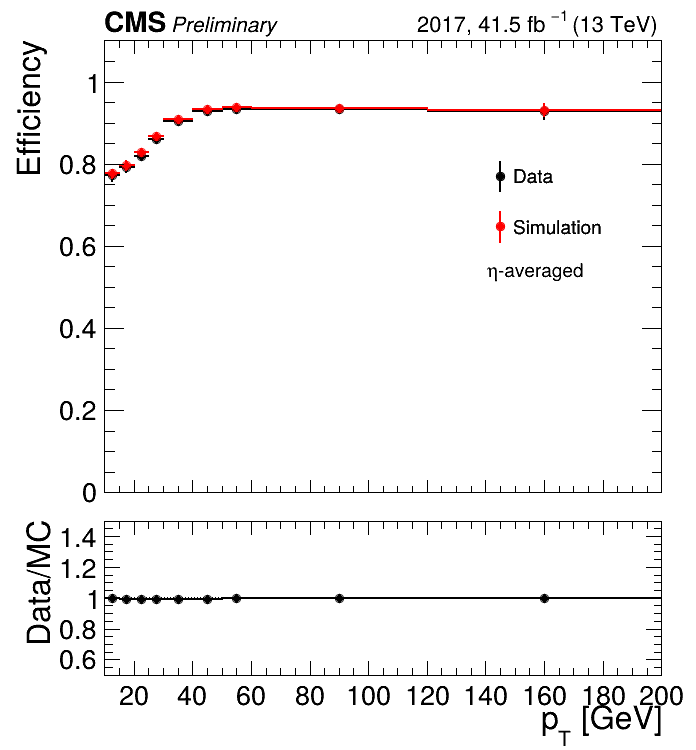 CMS Preliminary 2017, 41.5 fb⁻¹ (13 TeV)
Efficiency
1
0.8
0.6
0.4
0.2
0
Data
Simulation
η-averaged
Data/MC
1.4
1.2
1
0.8
0.6
20 40 60 80 100 120 140 160 180 200
p_T [GeV]